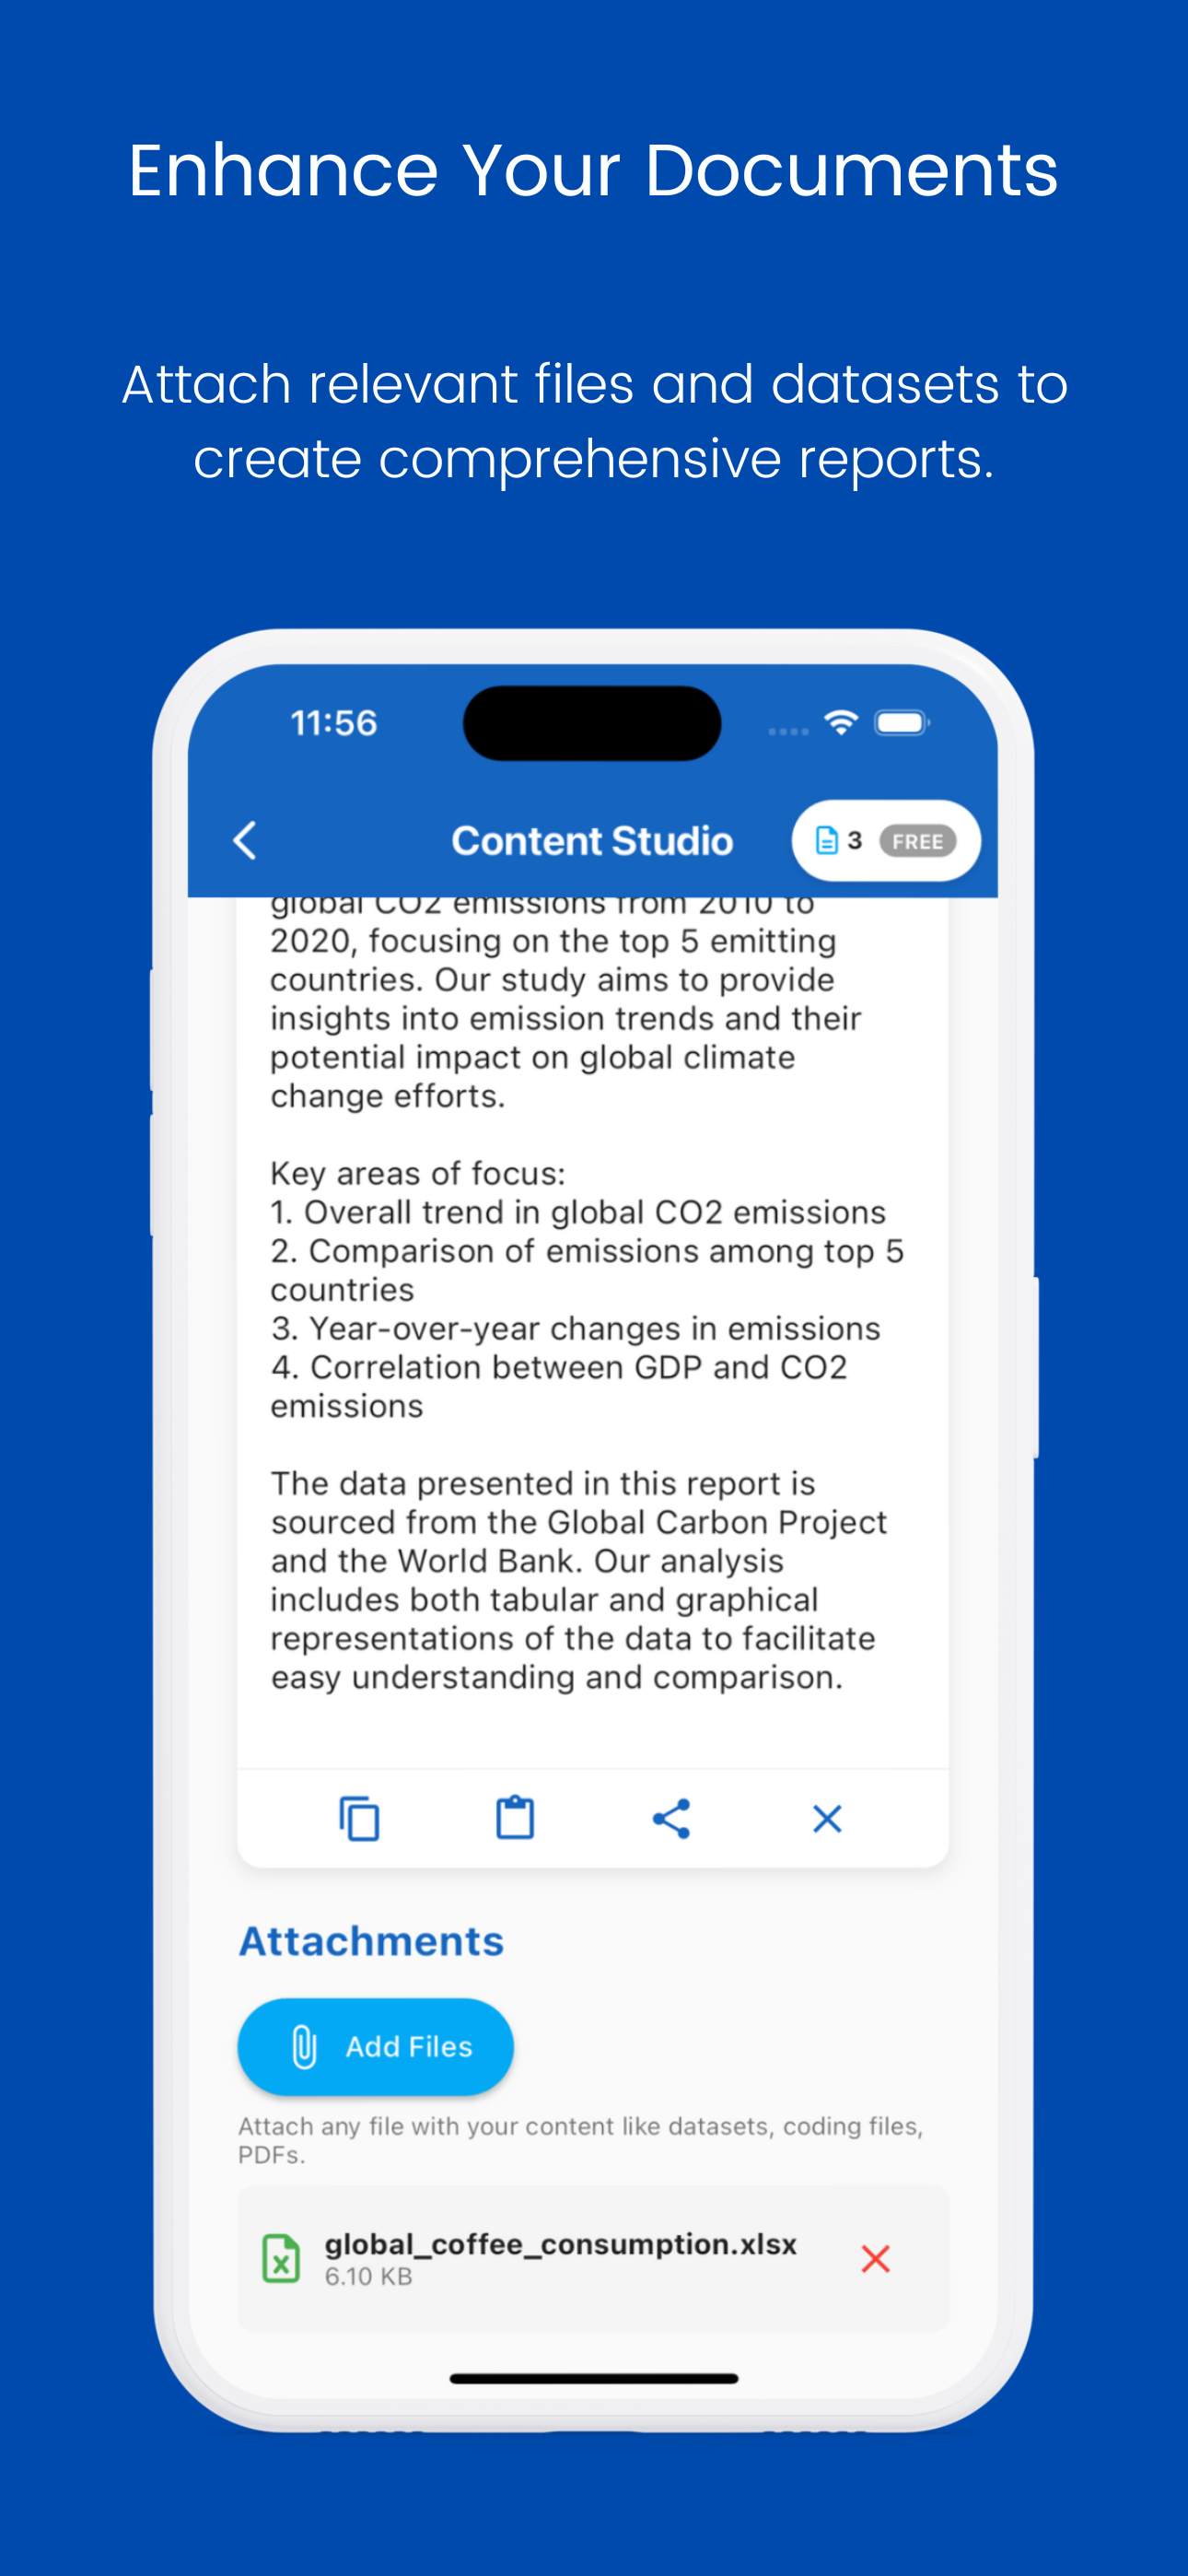 Enhance Your Documents
Attach relevant files and datasets to
create comprehensive reports.
11:56
Content Studio
3 FREE
global CO2 emissions from 2010 to
2020, focusing on the top 5 emitting
countries. Our study aims to provide
insights into emission trends and their
potential impact on global climate
change efforts.
Key areas of focus:
1. Overall trend in global CO2 emissions
2. Comparison of emissions among top 5
countries
3. Year-over-year changes in emissions
4. Correlation between GDP and CO2
emissions
The data presented in this report is
sourced from the Global Carbon Project
and the World Bank. Our analysis
includes both tabular and graphical
representations of the data to facilitate
easy understanding and comparison.
Attachments
Add Files
Attach any file with your content like datasets, coding files,
PDFs.
global_coffee_consumption.xlsx
6.10 KB